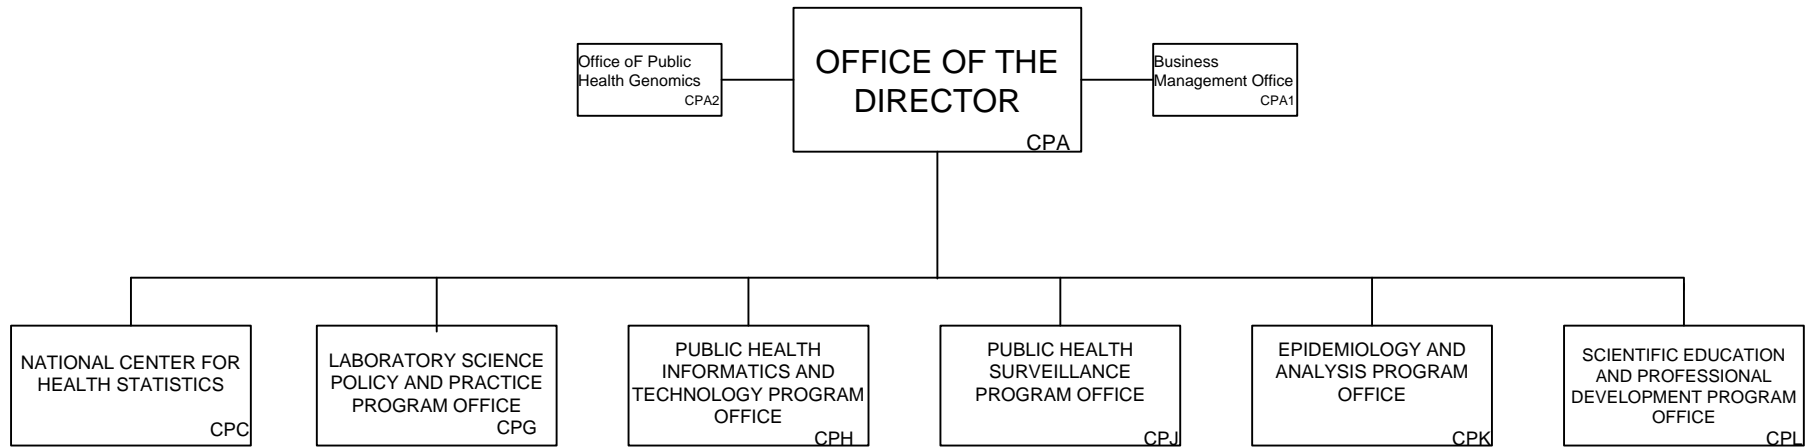 Office oF Public
Health Genomics
CPA2
OFFICE OF THE
DIRECTOR
CPA
Business
Management Office
CPA1
NATIONAL CENTER FOR
HEALTH STATISTICS
CPC
LABORATORY SCIENCE
POLICY AND PRACTICE
PROGRAM OFFICE
CPG
PUBLIC HEALTH
INFORMATICS AND
TECHNOLOGY PROGRAM
OFFICE
CPH
PUBLIC HEALTH
SURVEILLANCE
PROGRAM OFFICE
CPJ
EPIDEMIOLOGY AND
ANALYSIS PROGRAM
OFFICE
CPK
SCIENTIFIC EDUCATION
AND PROFESSIONAL
DEVELOPMENT PROGRAM
OFFICE
CPL